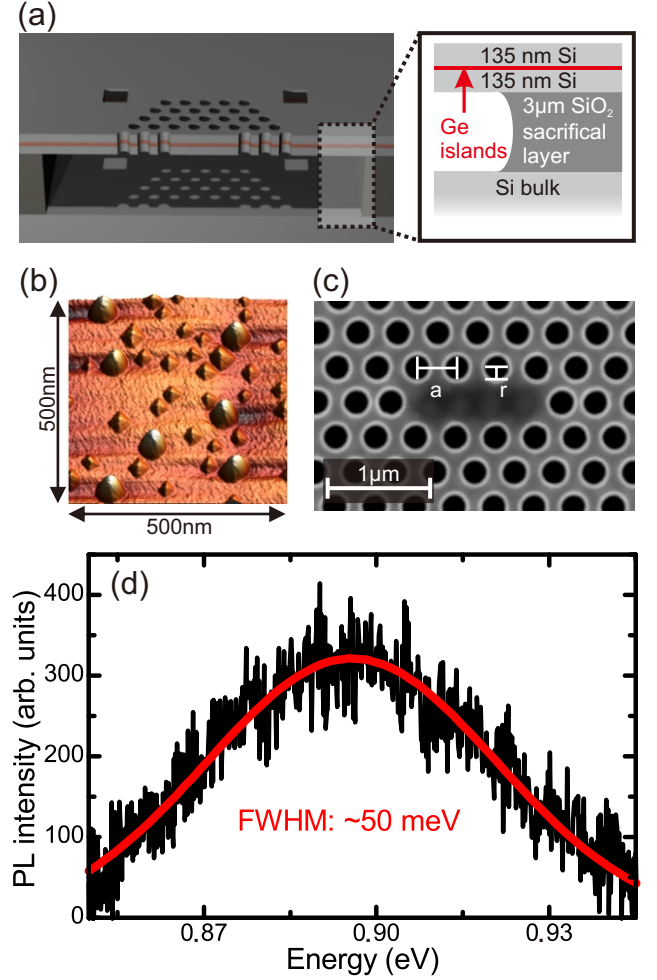 (a)
135 nm Si
135 nm Si
3μm SiO2
sacrifical
layer
Ge
islands
Si bulk
(b)
500nm
500nm
(c)
a
r
1μm
(d)
PL intensity (arb. units)
400
300
200
100
0
FWHM: ~50 meV
0.87
0.90
0.93
Energy (eV)